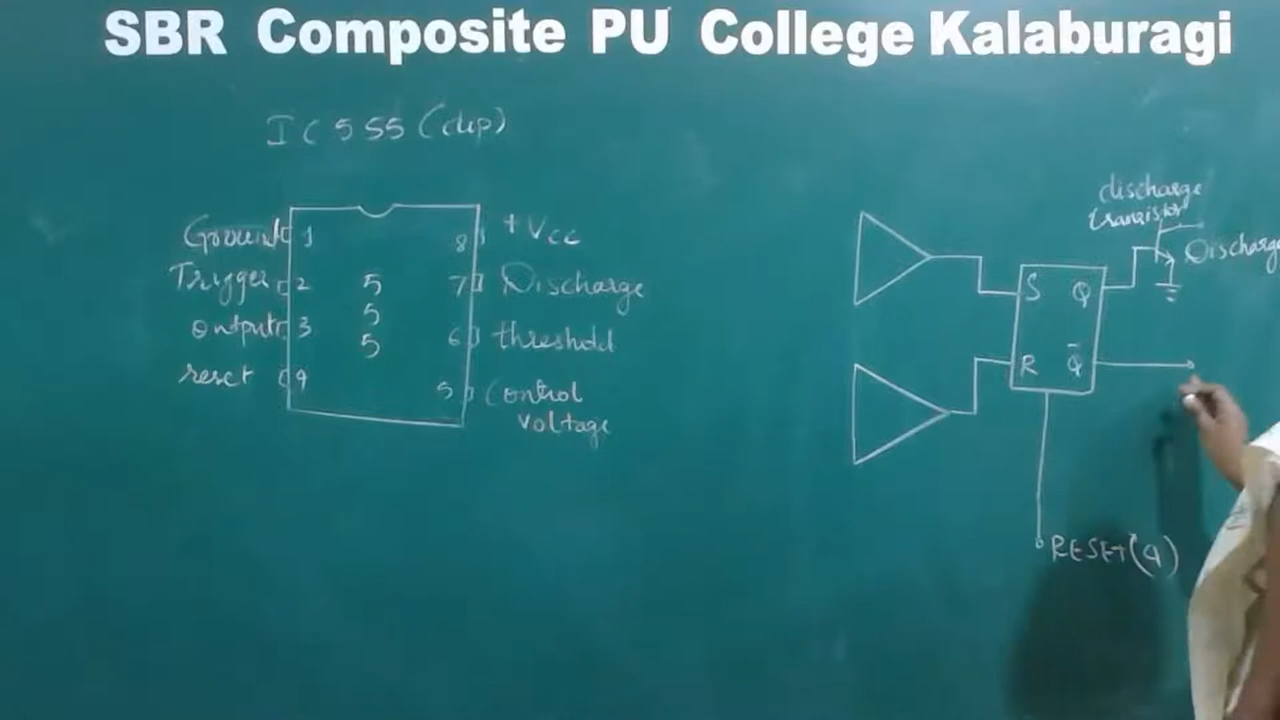 SBR Composite PU College Kalaburagi
IC 555 (chip)
Ground 1
Trigger 2
output 3
reset 4
5
5
5
8 +Vcc
7 Discharge
6 threshold
5 Control
voltage
discharge
transistor
Discharge
S Q
R Q̄
RESET(4)